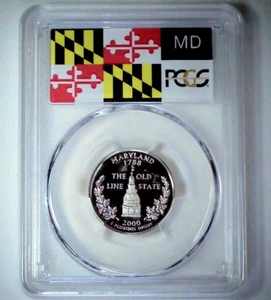 MD
PCGS
MARYLAND
1788
THE OLD
LINE STATE
2000
E PLURIBUS UNUM